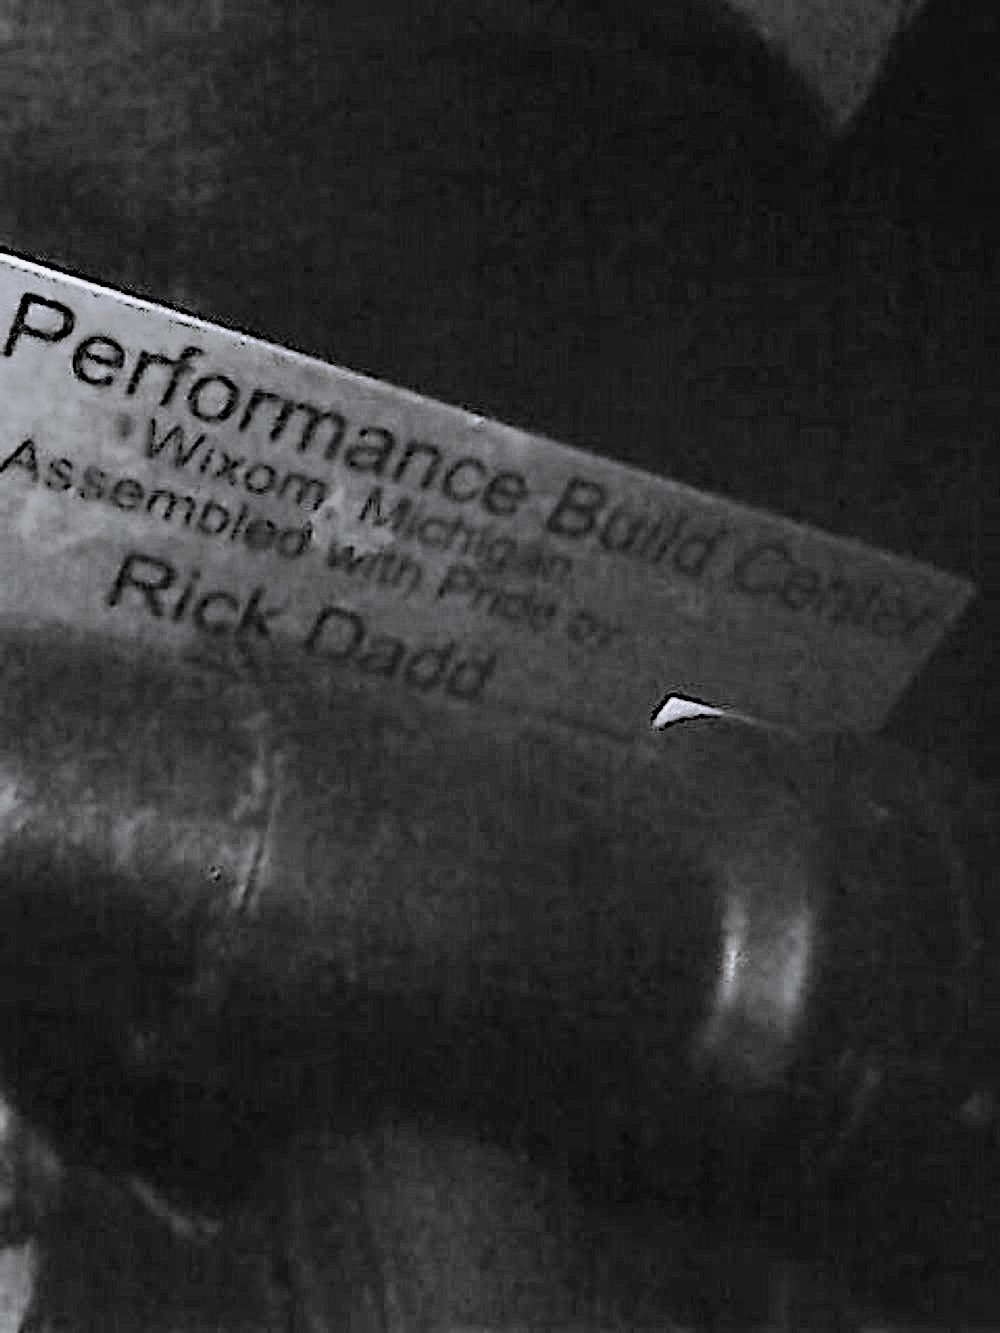 Performance Build Center
Wixom, Michigan
Assembled with Pride by
Rick Dadd